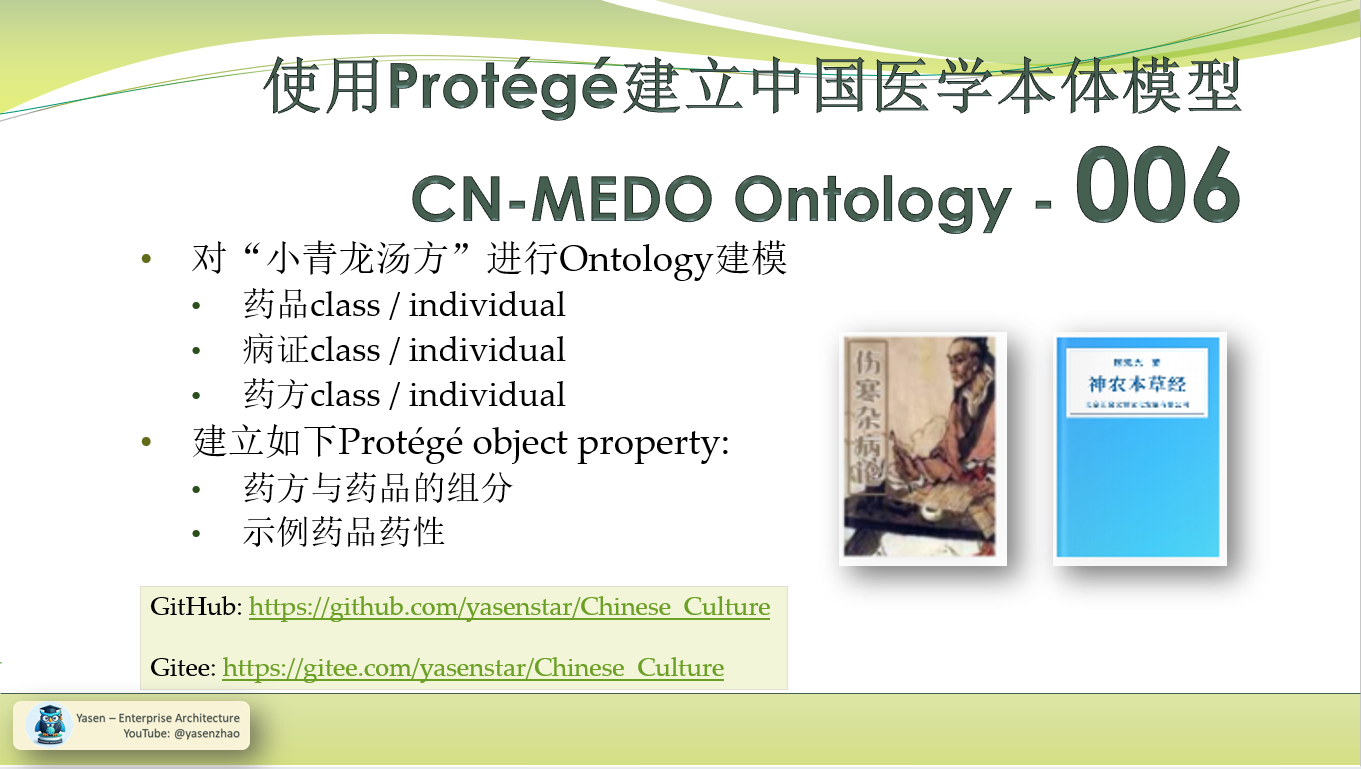 使用Protégé建立中国医学本体模型
CN-MEDO Ontology - 006
• 对“小青龙汤方”进行Ontology建模
• 药品class / individual
• 病证class / individual
• 药方class / individual
• 建立如下Protégé object property:
• 药方与药品的组分
• 示例药品药性
伤寒杂病论
神农本草经
GitHub: https://github.com/yasenstar/Chinese_Culture
Gitee: https://gitee.com/yasenstar/Chinese_Culture
Yasen – Enterprise Architecture
YouTube: @yasenzhao